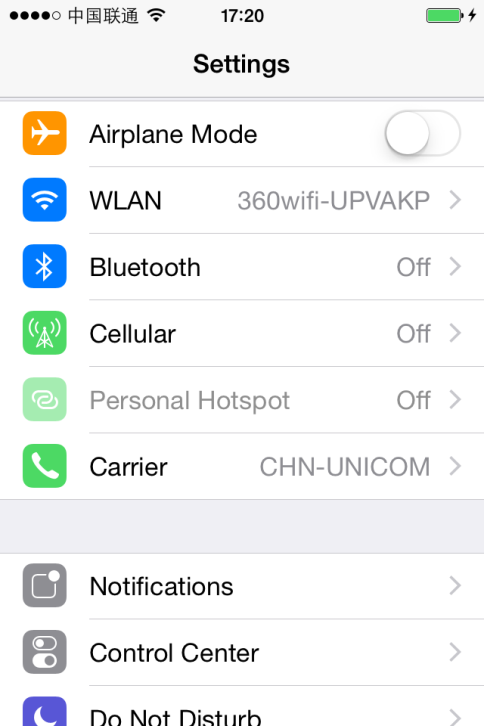 中国联通 17:20
Settings
Airplane Mode
WLAN 360wifi-UPVAKP
Bluetooth Off
Cellular Off
Personal Hotspot Off
Carrier CHN-UNICOM
Notifications
Control Center
Do Not Disturb